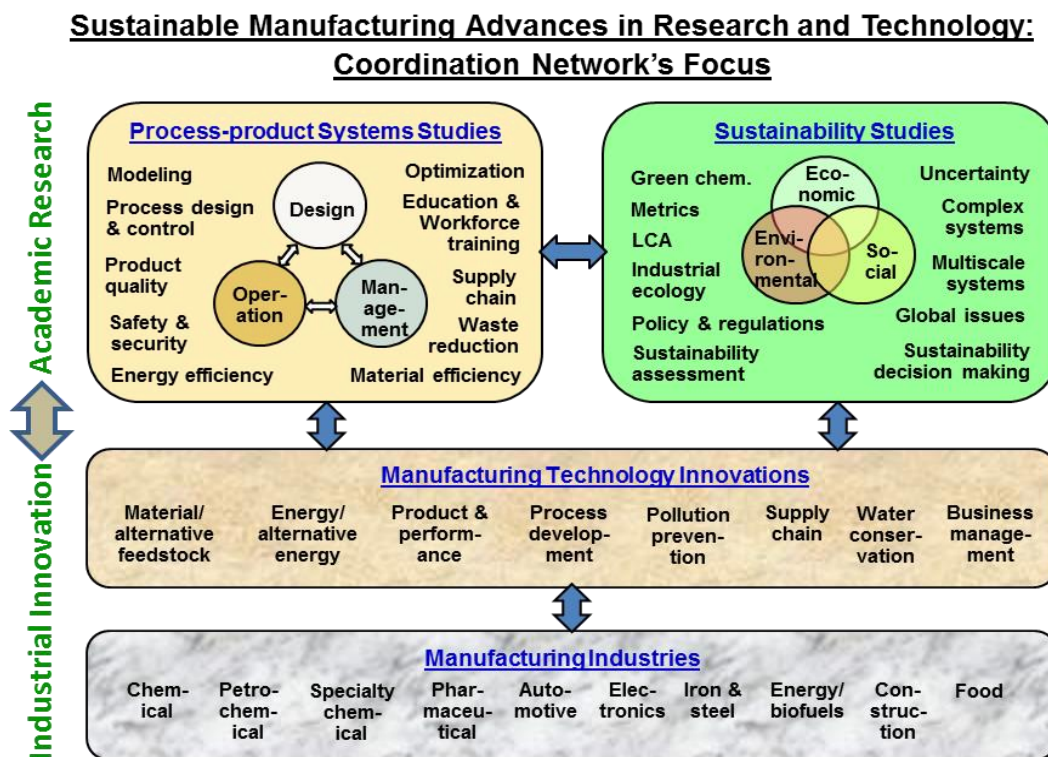 Sustainable Manufacturing Advances in Research and Technology:
Coordination Network's Focus
Academic Research
Industrial Innovation
Process-product Systems Studies
Modeling
Process design
& control
Product
quality
Safety &
security
Energy efficiency
Design
Oper-
ation
Man-
age-
ment
Optimization
Education &
Workforce
training
Supply
chain
Waste
reduction
Material efficiency
Sustainability Studies
Green chem.
Metrics
LCA
Industrial
ecology
Policy & regulations
Sustainability
assessment
Eco-
nomic
Envi-
ron-
mental
So-
cial
Uncertainty
Complex
systems
Multiscale
systems
Global issues
Sustainability
decision making
Manufacturing Technology Innovations
Material/
alternative
feedstock
Energy/
alternative
energy
Product &
perform-
ance
Process
develop-
ment
Pollution
preven-
tion
Supply
chain
Water
conser-
vation
Business
manage-
ment
Manufacturing Industries
Chem-
ical
Petro-
chem-
ical
Specialty
chem-
ical
Phar-
maceu-
tical
Auto-
motive
Elec-
tronics
Iron &
steel
Energy/
biofuels
Con-
struc-
tion
Food